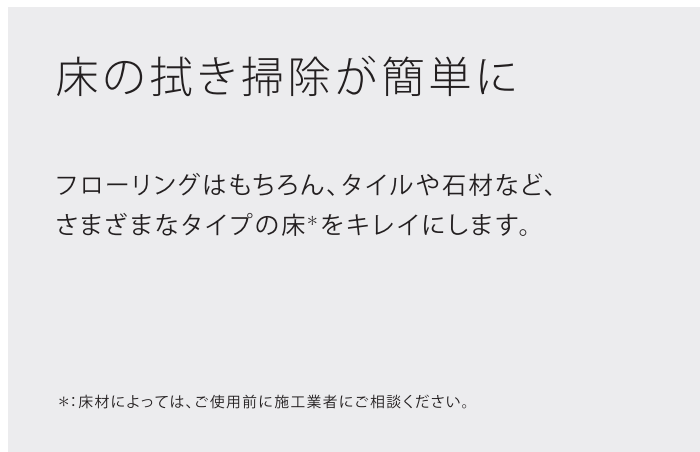 床の拭き掃除が簡単に
フローリングはもちろん、タイルや石材など、
さまざまなタイプの床＊をキレイにします。
＊：床材によっては、ご使用前に施工業者にご相談ください。